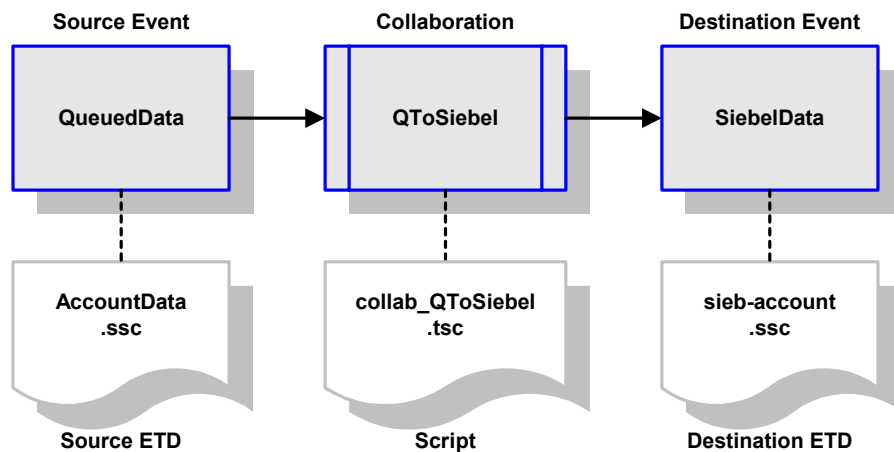 Source Event
Collaboration
Destination Event
QueuedData
QToSiebel
SiebelData
AccountData
.ssc
collab_QToSiebel
.tsc
sieb-account
.ssc
Source ETD
Script
Destination ETD